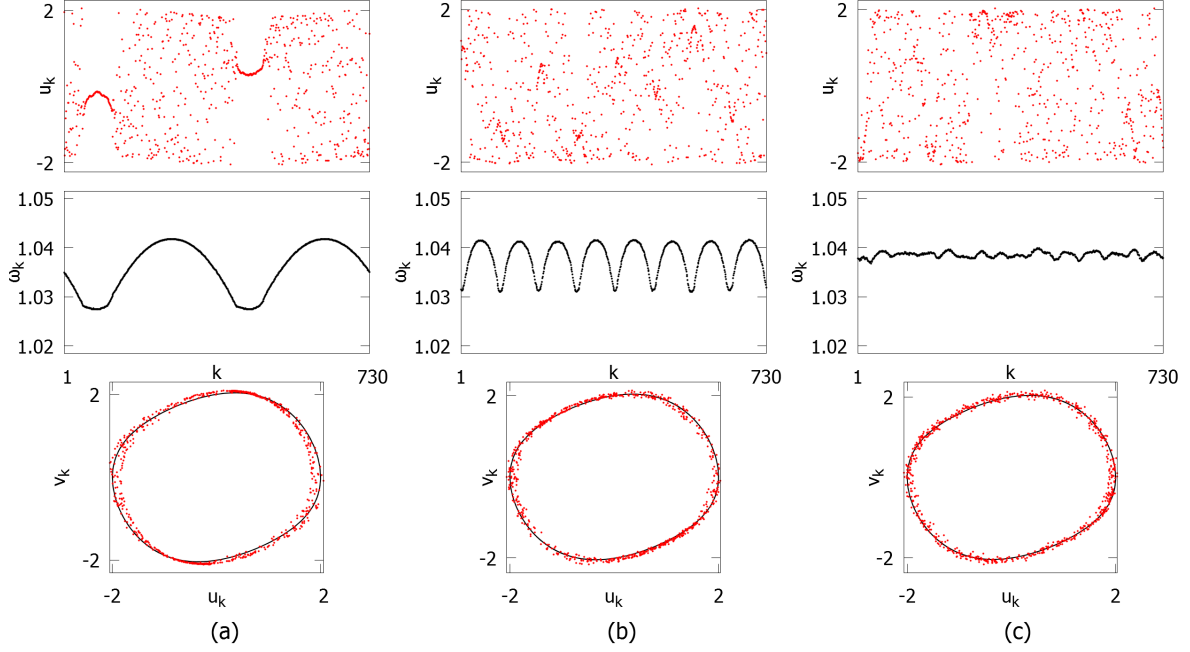 2 2 2
u_k u_k u_k
-2 -2 -2
1.05 1.05 1.05
1.04 1.04 1.04
ω_k ω_k ω_k
1.03 1.03 1.03
1.02 1.02 1.02
1 k 730 1 k 730 1 k 730
2 2 2
v_k v_k v_k
-2 -2 -2
-2 u_k 2 -2 u_k 2 -2 u_k 2
(a) (b) (c)